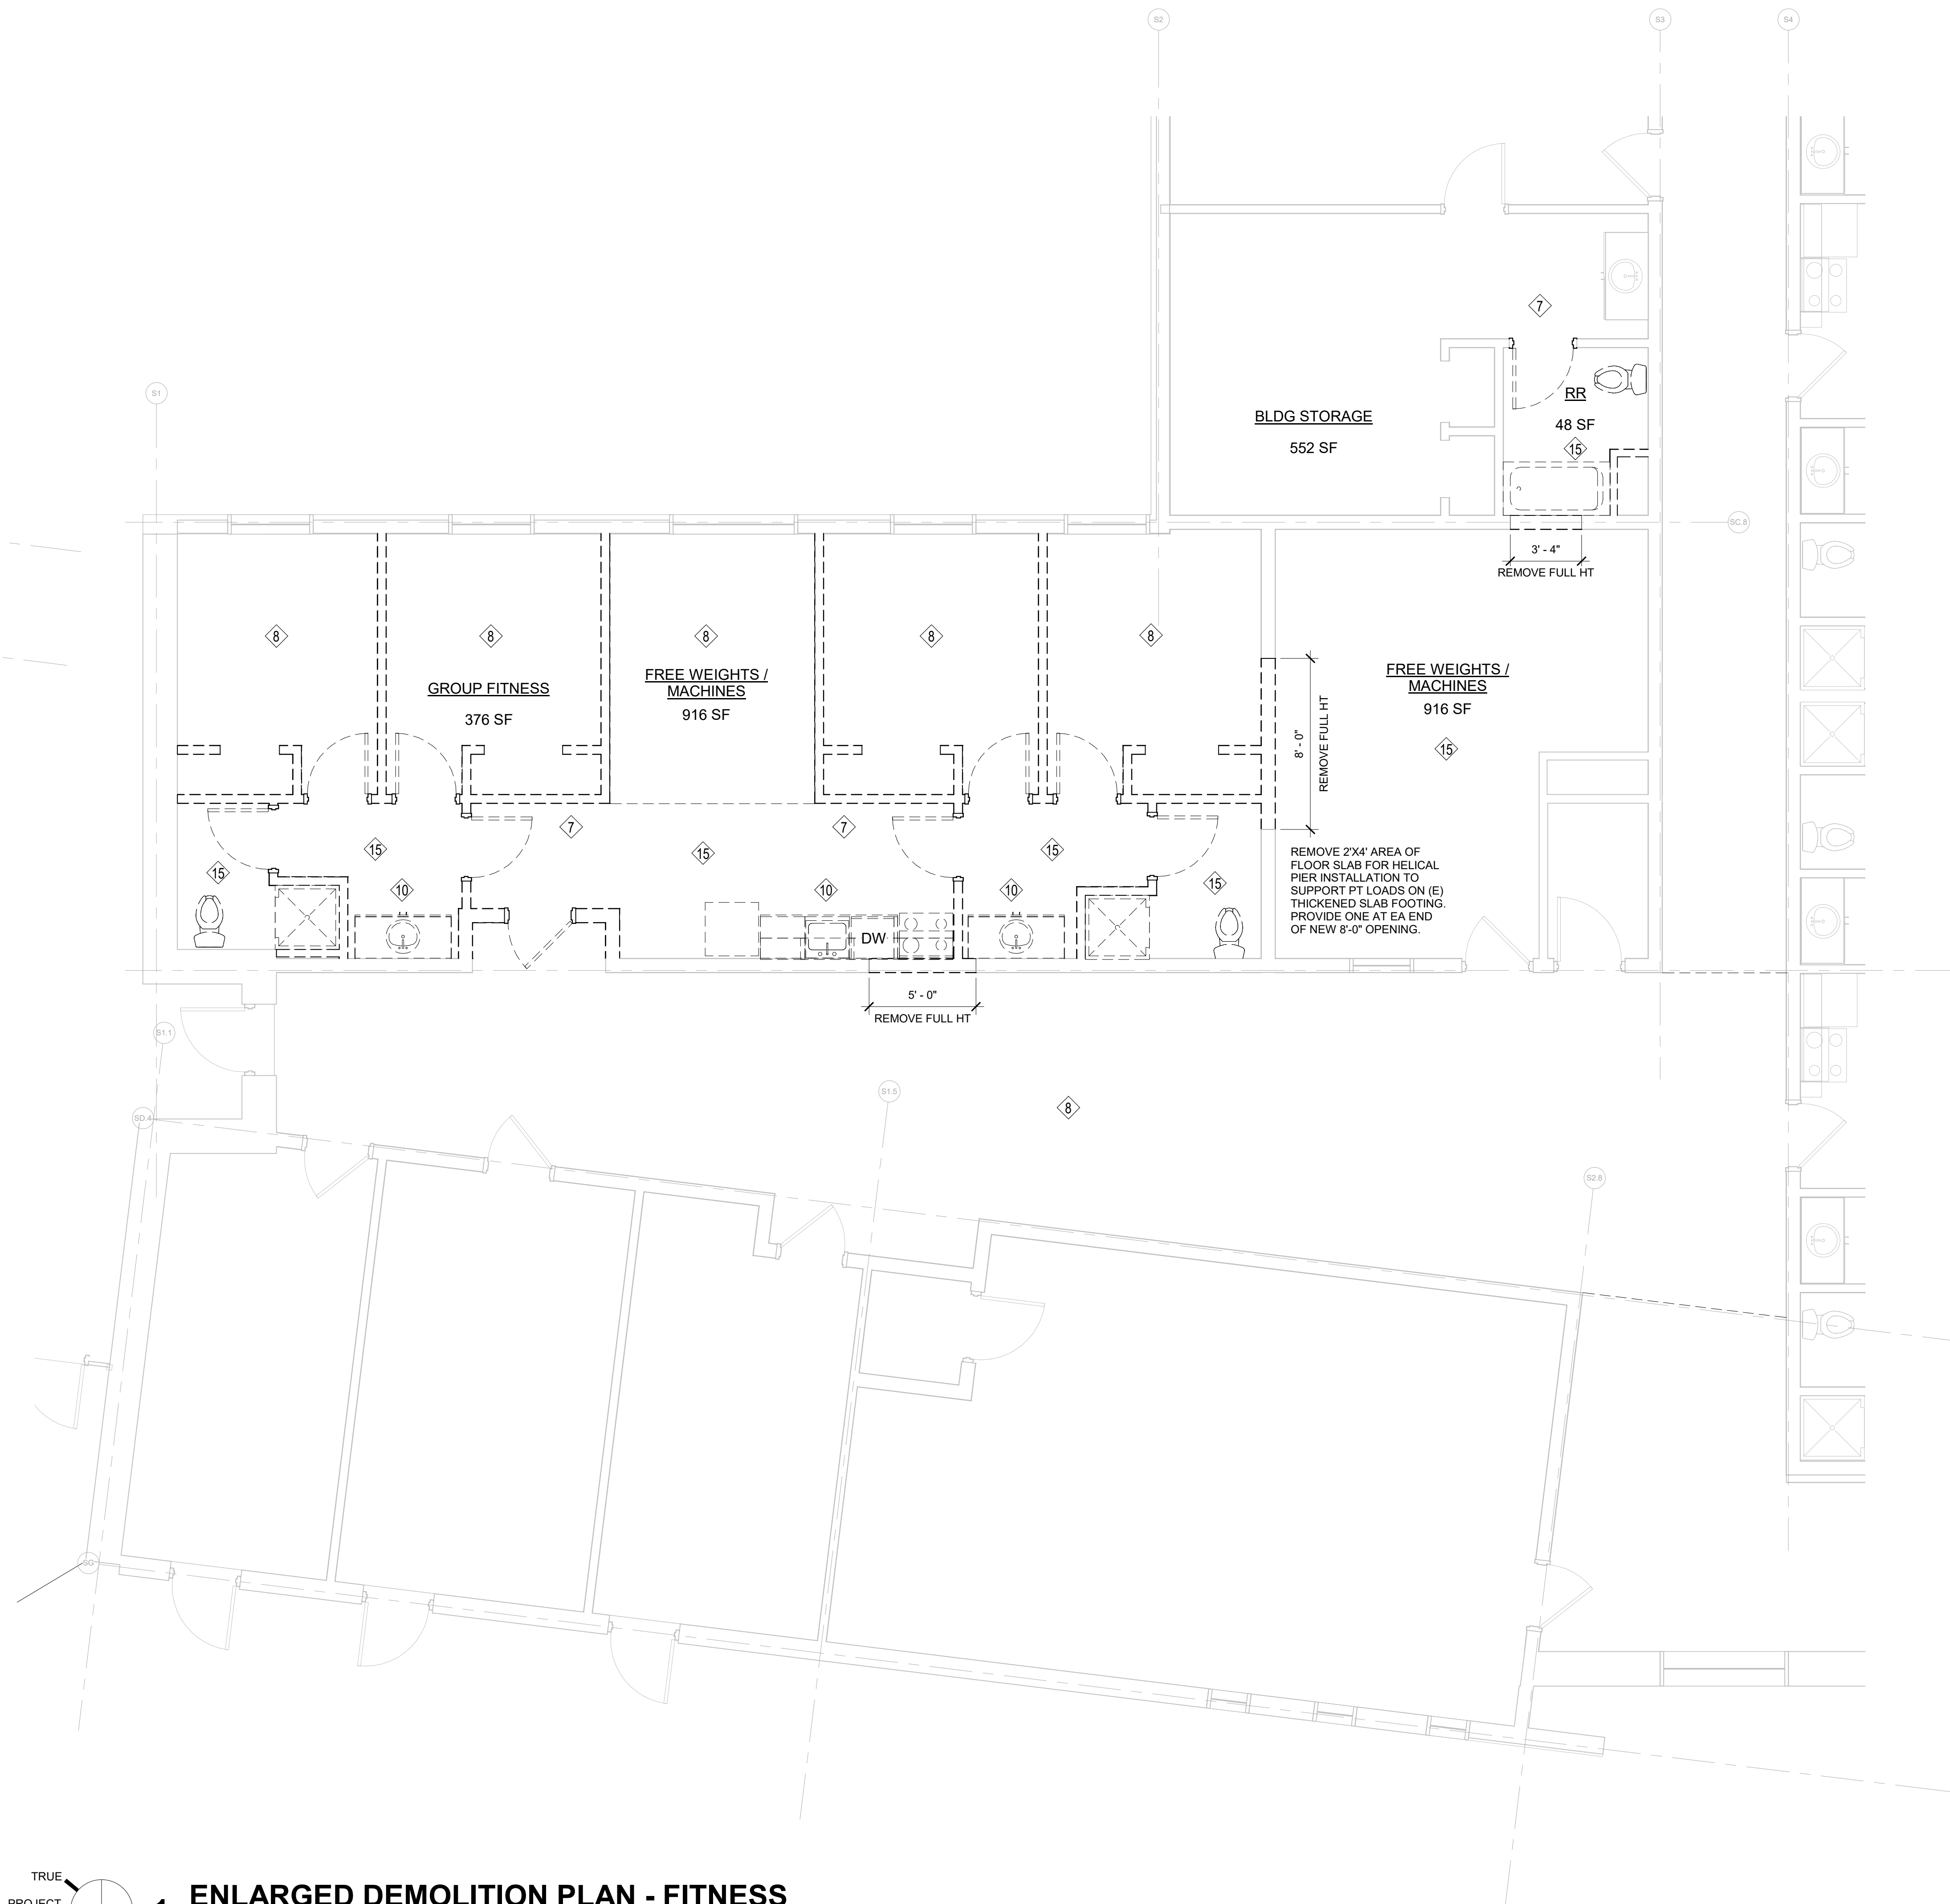 S2
S3
S4
7
S1
RR
BLDG STORAGE
48 SF
552 SF
15
SC.8
3' - 4"
REMOVE FULL HT
8
8
8
8
8
GROUP FITNESS
376 SF
FREE WEIGHTS /
MACHINES
916 SF
FREE WEIGHTS /
MACHINES
916 SF
15
8' - 0"
REMOVE FULL HT
7
7
15
15
15
15
15
10
10
10
REMOVE 2'X4' AREA OF
FLOOR SLAB FOR HELICAL
PIER INSTALLATION TO
SUPPORT PT LOADS ON (E)
THICKENED SLAB FOOTING.
PROVIDE ONE AT EA END
OF NEW 8'-0" OPENING.
DW
5' - 0"
REMOVE FULL HT
S1.1
S1.5
8
SD.4
S2.8
SG
TRUE
PROJECT
1
ENLARGED DEMOLITION PLAN - FITNESS